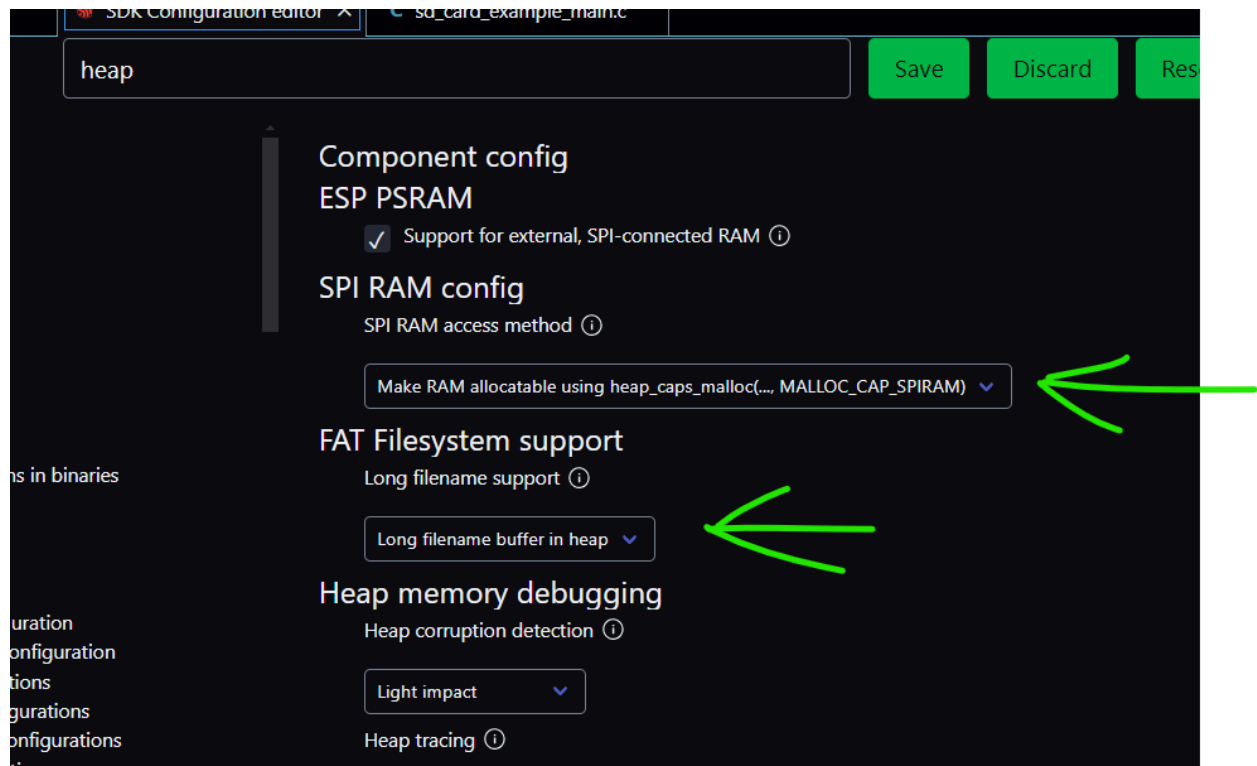 SDK Configuration editor
sd_card_example_main.c
heap
Save
Discard
Component config
ESP PSRAM
Support for external, SPI-connected RAM
SPI RAM config
SPI RAM access method
Make RAM allocatable using heap_caps_malloc(..., MALLOC_CAP_SPIRAM)
FAT Filesystem support
in binaries
Long filename support
Long filename buffer in heap
Heap memory debugging
Heap corruption detection
Light impact
Heap tracing